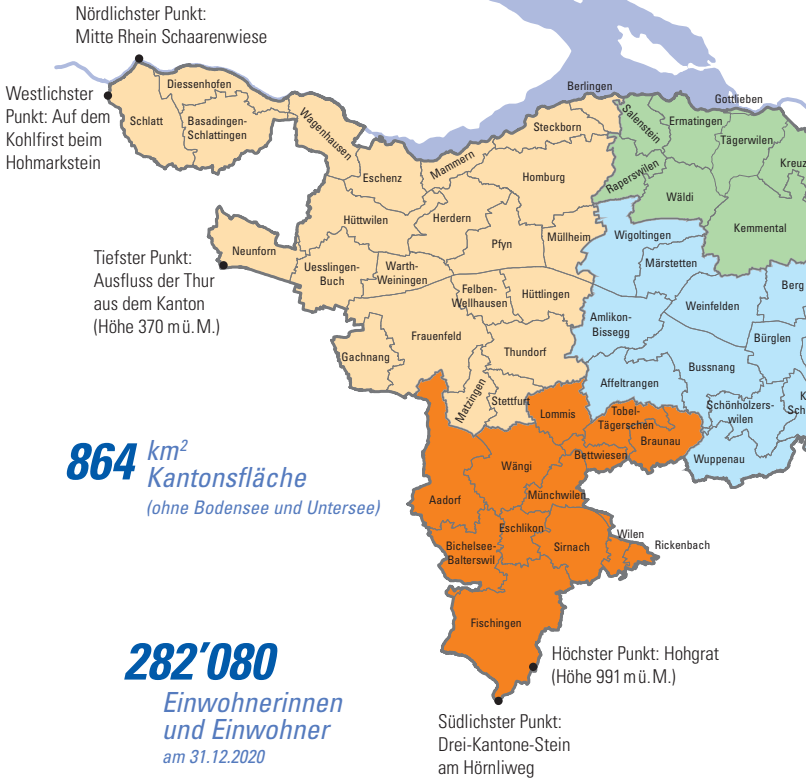 Nördlichster Punkt:
Mitte Rhein Schaarenwiese
Westlichster
Punkt: Auf dem
Kohlfirst beim
Hohmarkstein
Diessenhofen
Schlatt
Basadingen-
Schlattingen
Wagenhausen
Berlingen
Gottlieben
Steckborn
Salenstein
Ermatingen
Tägerwilen
Mammern
Eschenz
Homburg
Raperswilen
Kreuz
Wäldi
Hüttwilen
Herdern
Kemmental
Neunforn
Pfyn
Müllheim
Wigoltingen
Tiefster Punkt:
Ausfluss der Thur
aus dem Kanton
(Höhe 370 m ü. M.)
Uesslingen-
Buch
Warth-
Weiningen
Märstetten
Felben-
Wellhausen
Hüttlingen
Berg
Weinfelden
Amlikon-
Bissegg
Frauenfeld
Bürglen
Gachnang
Thundorf
Bussnang
Matzingen
Affeltrangen
Stettfurt
Lommis
Tobel-
Tägerschen
Schönholzers-
wilen
K
Sch
Braunau
864 km²
Kantonsfläche
(ohne Bodensee und Untersee)
Wängi
Bettwiesen
Wuppenau
Aadorf
Münchwilen
Eschlikon
Wilen
Bichelsee-
Balterswil
Sirnach
Rickenbach
Fischingen
282’080
Einwohnerinnen
und Einwohner
am 31.12.2020
Höchster Punkt: Hohgrat
(Höhe 991 m ü. M.)
Südlichster Punkt:
Drei-Kantone-Stein
am Hörnliweg